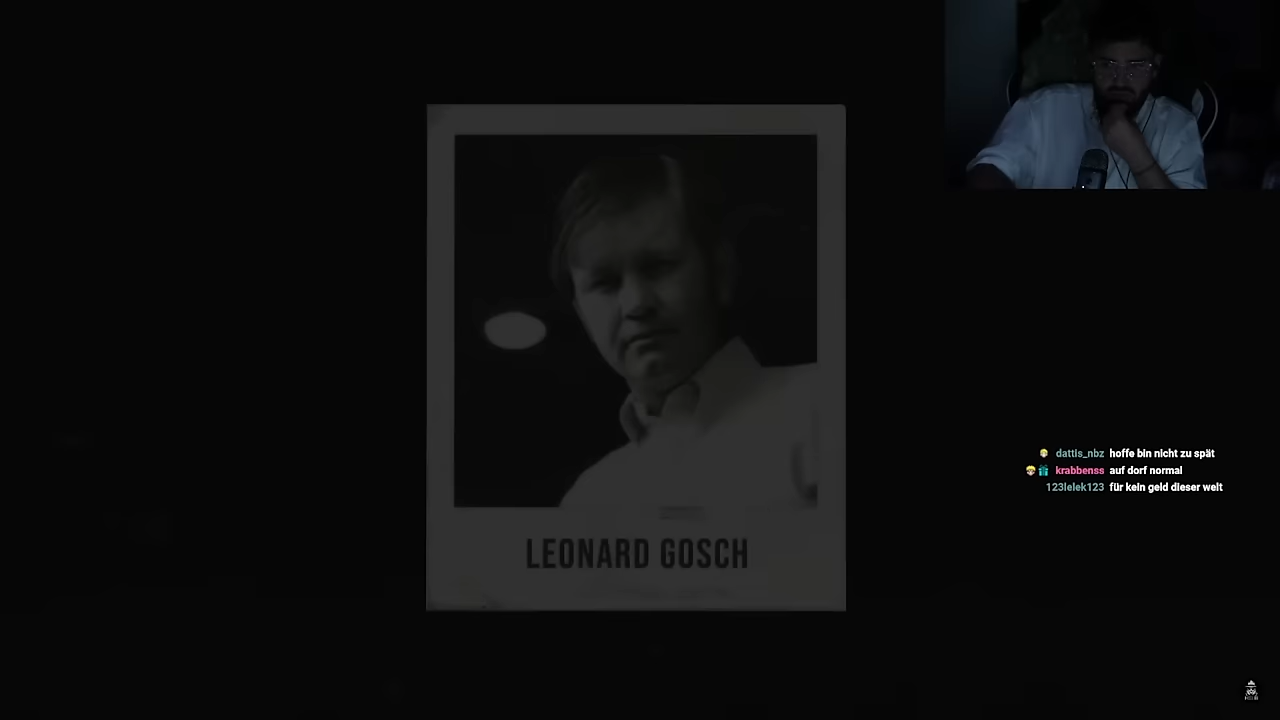 LEONARD GOSCH
dattis_nbz hoffe bin nicht zu spät
krabbenss auf dorf normal
123lelek123 für kein geld dieser welt